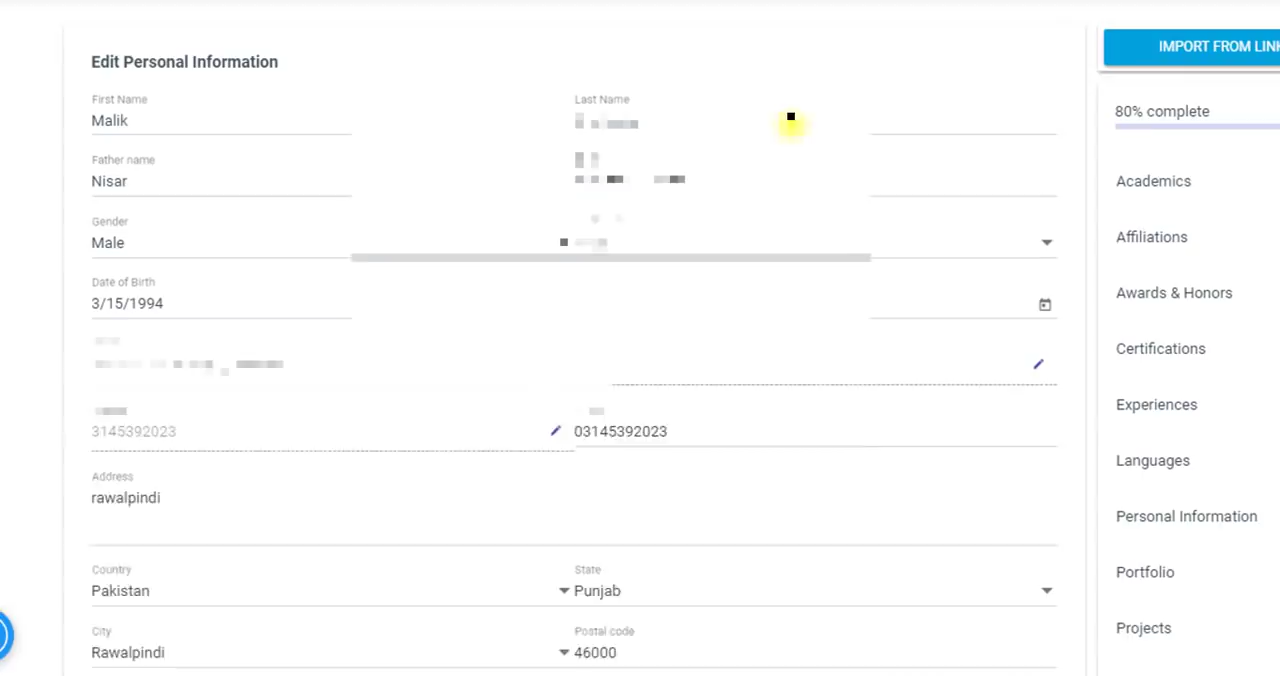 IMPORT FROM
Edit Personal Information
80% complete
First Name
Last Name
Malik
Father name
Nisar
Academics
Gender
Male
Affiliations
Date of Birth
3/15/1994
Awards & Honors
Certifications
Experiences
3145392023
03145392023
Languages
Address
rawalpindi
Personal Information
Country
State
Pakistan
Punjab
Portfolio
City
Postal code
Rawalpindi
46000
Projects